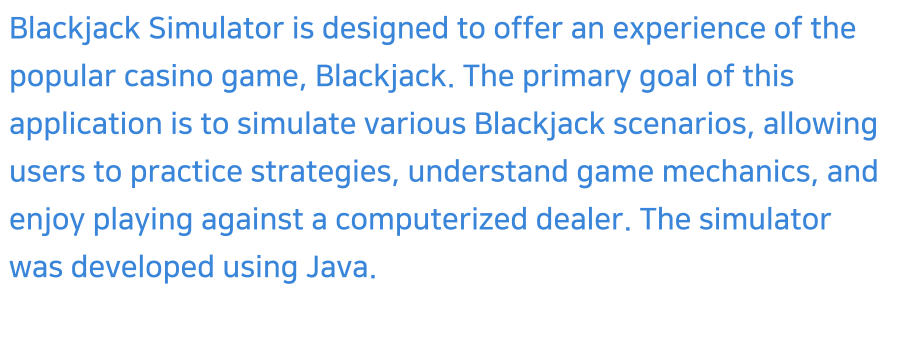 Blackjack Simulator is designed to offer an experience of the
popular casino game, Blackjack. The primary goal of this
application is to simulate various Blackjack scenarios, allowing
users to practice strategies, understand game mechanics, and
enjoy playing against a computerized dealer. The simulator
was developed using Java.